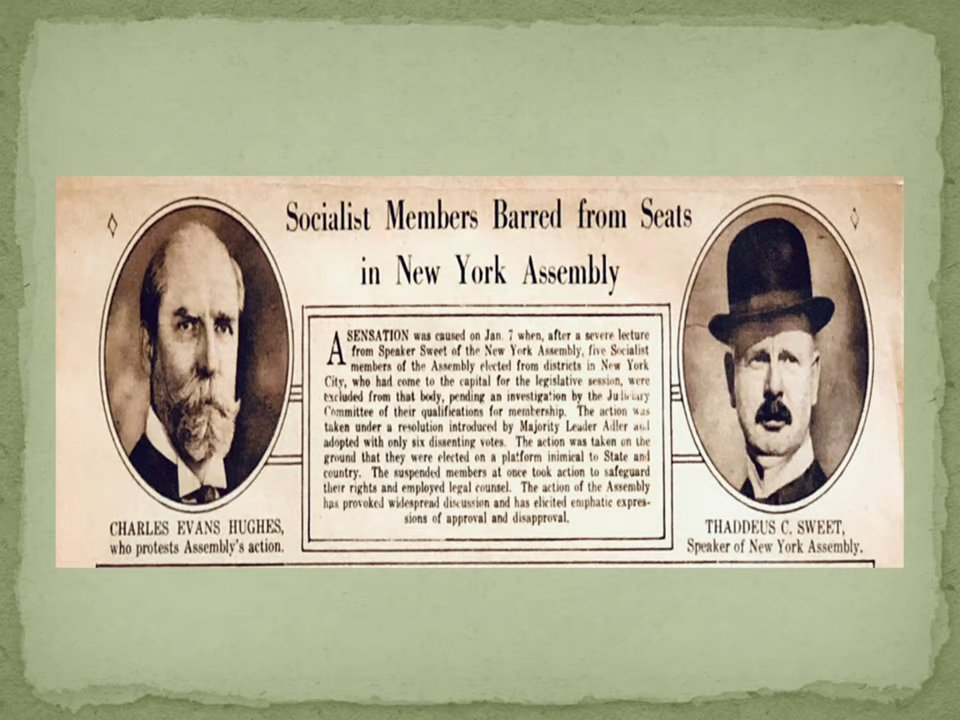 Socialist Members Barred from Seats
in New York Assembly
A SENSATION was caused on Jan. 7 when, after a severe lecture
from Speaker Sweet of the New York Assembly, five Socialist
members of the Assembly elected from districts in New York
City, who had come to the capital for the legislative session, were
excluded from that body, pending an investigation by the Judiciary
Committee of their qualifications for membership. The action was
taken under a resolution introduced by Majority Leader Adler and
adopted with only six dissenting votes. The action was taken on the
ground that they were elected on a platform inimical to State and
country. The suspended members at once took action to safeguard
their rights and employed legal counsel. The action of the Assembly
has provoked widespread discussion and has elicited emphatic expres-
sions of approval and disapproval.
CHARLES EVANS HUGHES,
who protests Assembly's action.
THADDEUS C. SWEET,
Speaker of New York Assembly.